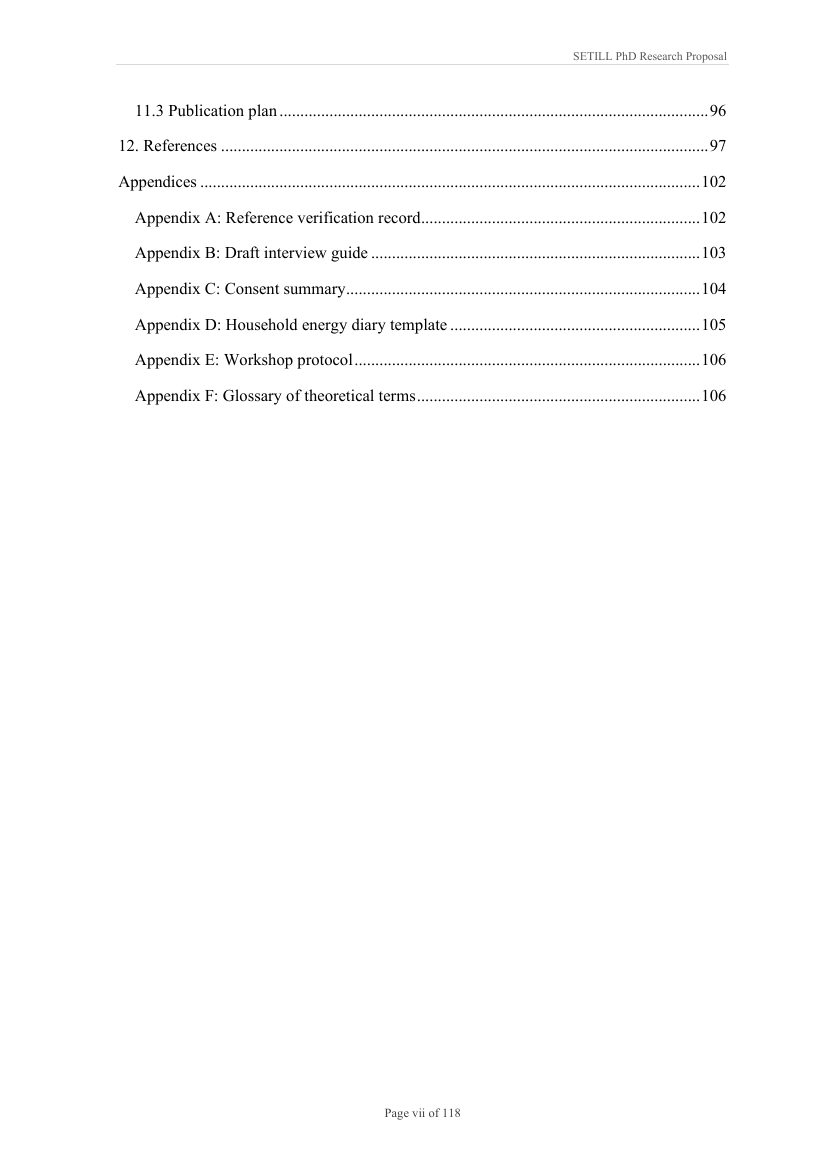 SETILL PhD Research Proposal
11.3 Publication plan ........................................................................................................ 96
12. References ...................................................................................................................... 97
Appendices ......................................................................................................................... 102
Appendix A: Reference verification record.................................................................... 102
Appendix B: Draft interview guide ................................................................................ 103
Appendix C: Consent summary...................................................................................... 104
Appendix D: Household energy diary template ............................................................. 105
Appendix E: Workshop protocol .................................................................................... 106
Appendix F: Glossary of theoretical terms..................................................................... 106
Page vii of 118